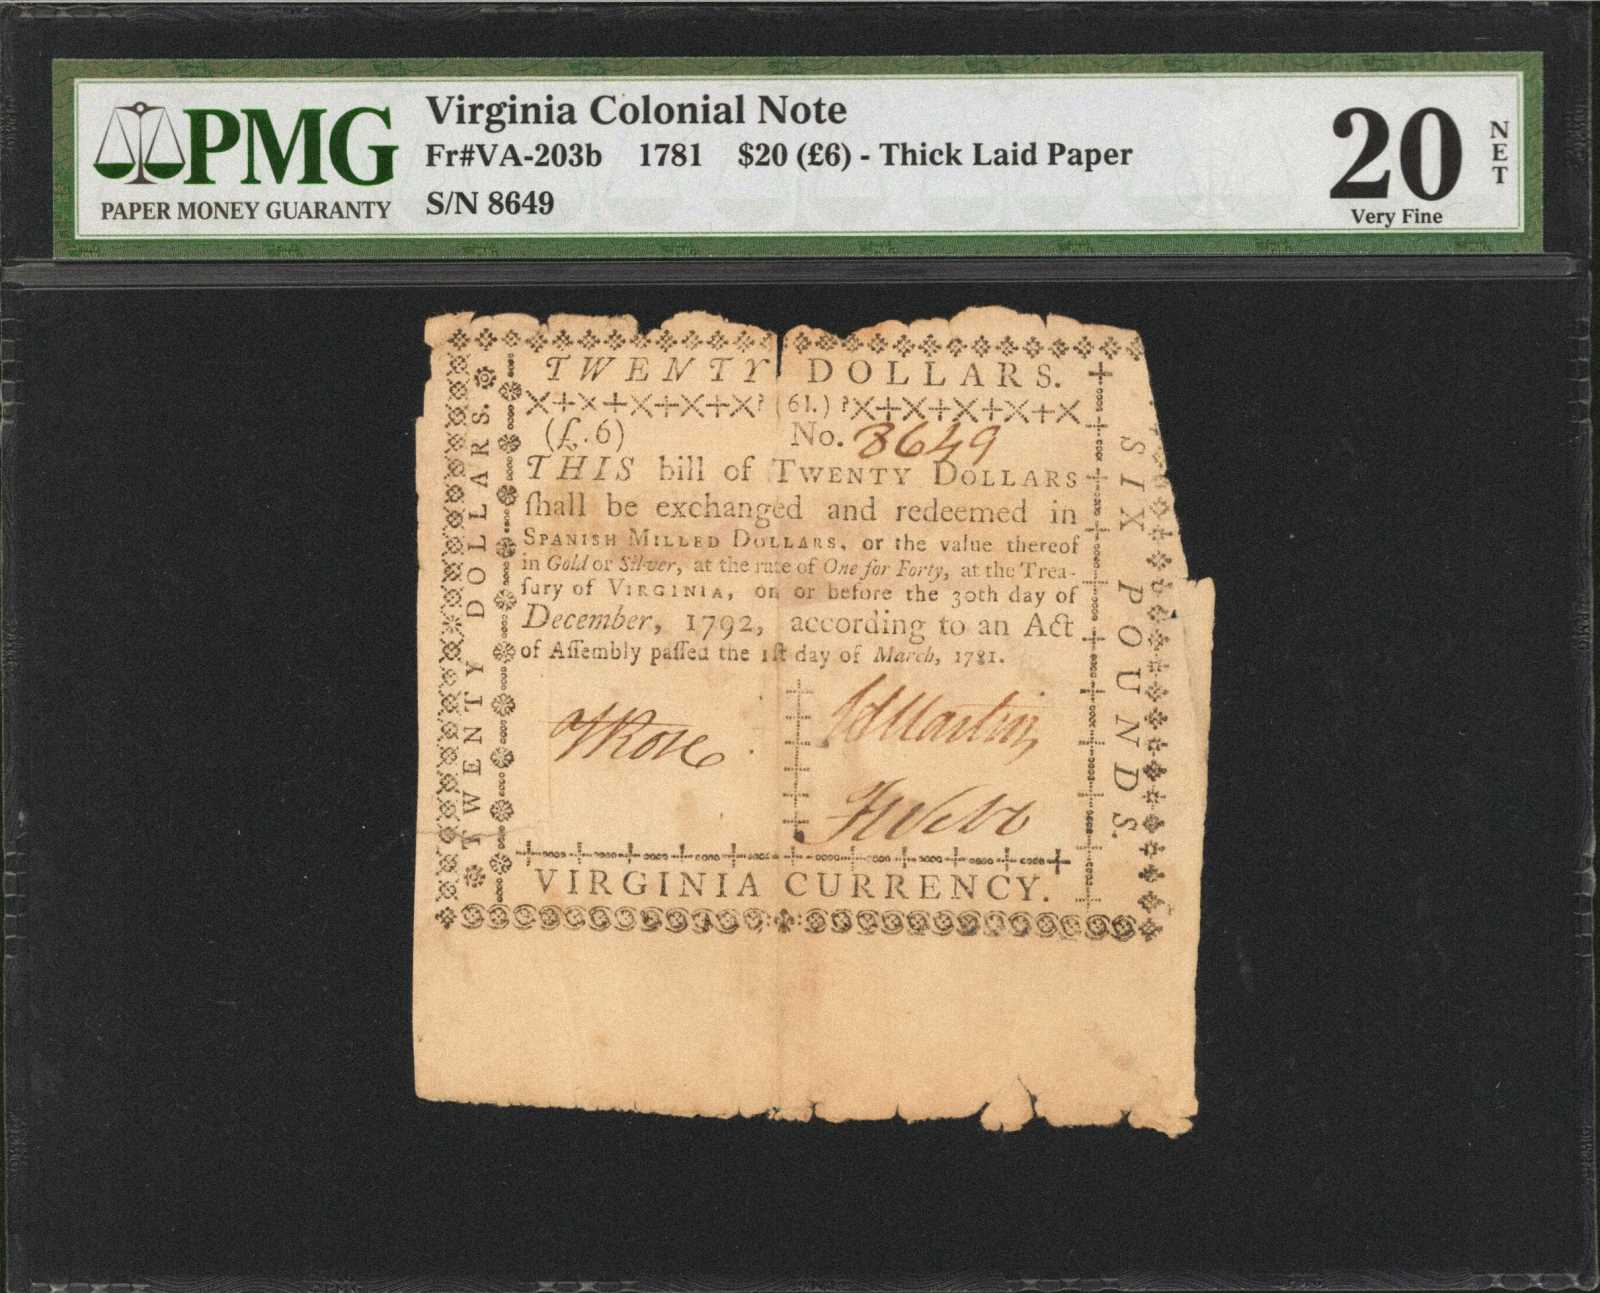 PMG
PAPER MONEY GUARANTY
Virginia Colonial Note
Fr#VA-203b 1781 $20 (£6) - Thick Laid Paper
S/N 8649
20
NET
Very Fine
TWENTY DOLLARS.
(6l.)
(£.6) No. 8649
THIS bill of TWENTY DOLLARS
ſhall be exchanged and redeemed in
SPANISH MILLED DOLLARS, or the value thereof
in Gold or Silver, at the rate of One for Forty, at the Trea-
ſury of VIRGINIA, on or before the 30th day of
December, 1792, according to an Act
of Aſſembly paſſed the 1ſt day of March, 1781.
Rose
Martin
Webb
VIRGINIA CURRENCY.
TWENTY DOLLARS.
SIX POUNDS.